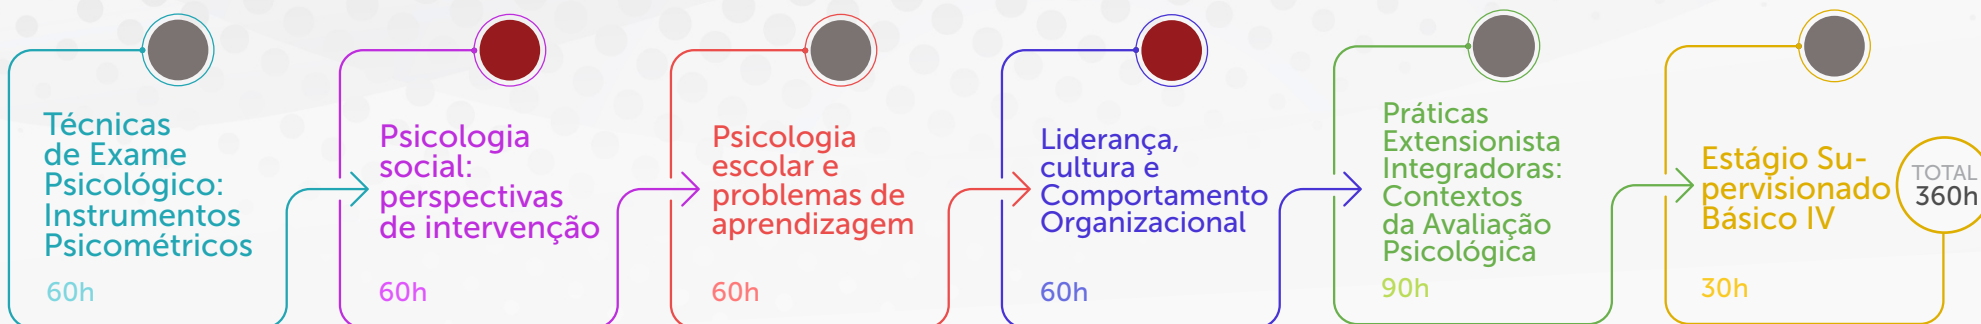 Técnicas
de Exame
Psicológico:
Instrumentos
Psicométricos
60h
Psicologia
social:
perspectivas
de intervenção
60h
Psicologia
escolar e
problemas de
aprendizagem
60h
Liderança,
cultura e
Comportamento
Organizacional
60h
Práticas
Extensionista
Integradoras:
Contextos
da Avaliação
Psicológica
90h
Estágio Su-
pervisionado
Básico IV
30h
TOTAL
360h